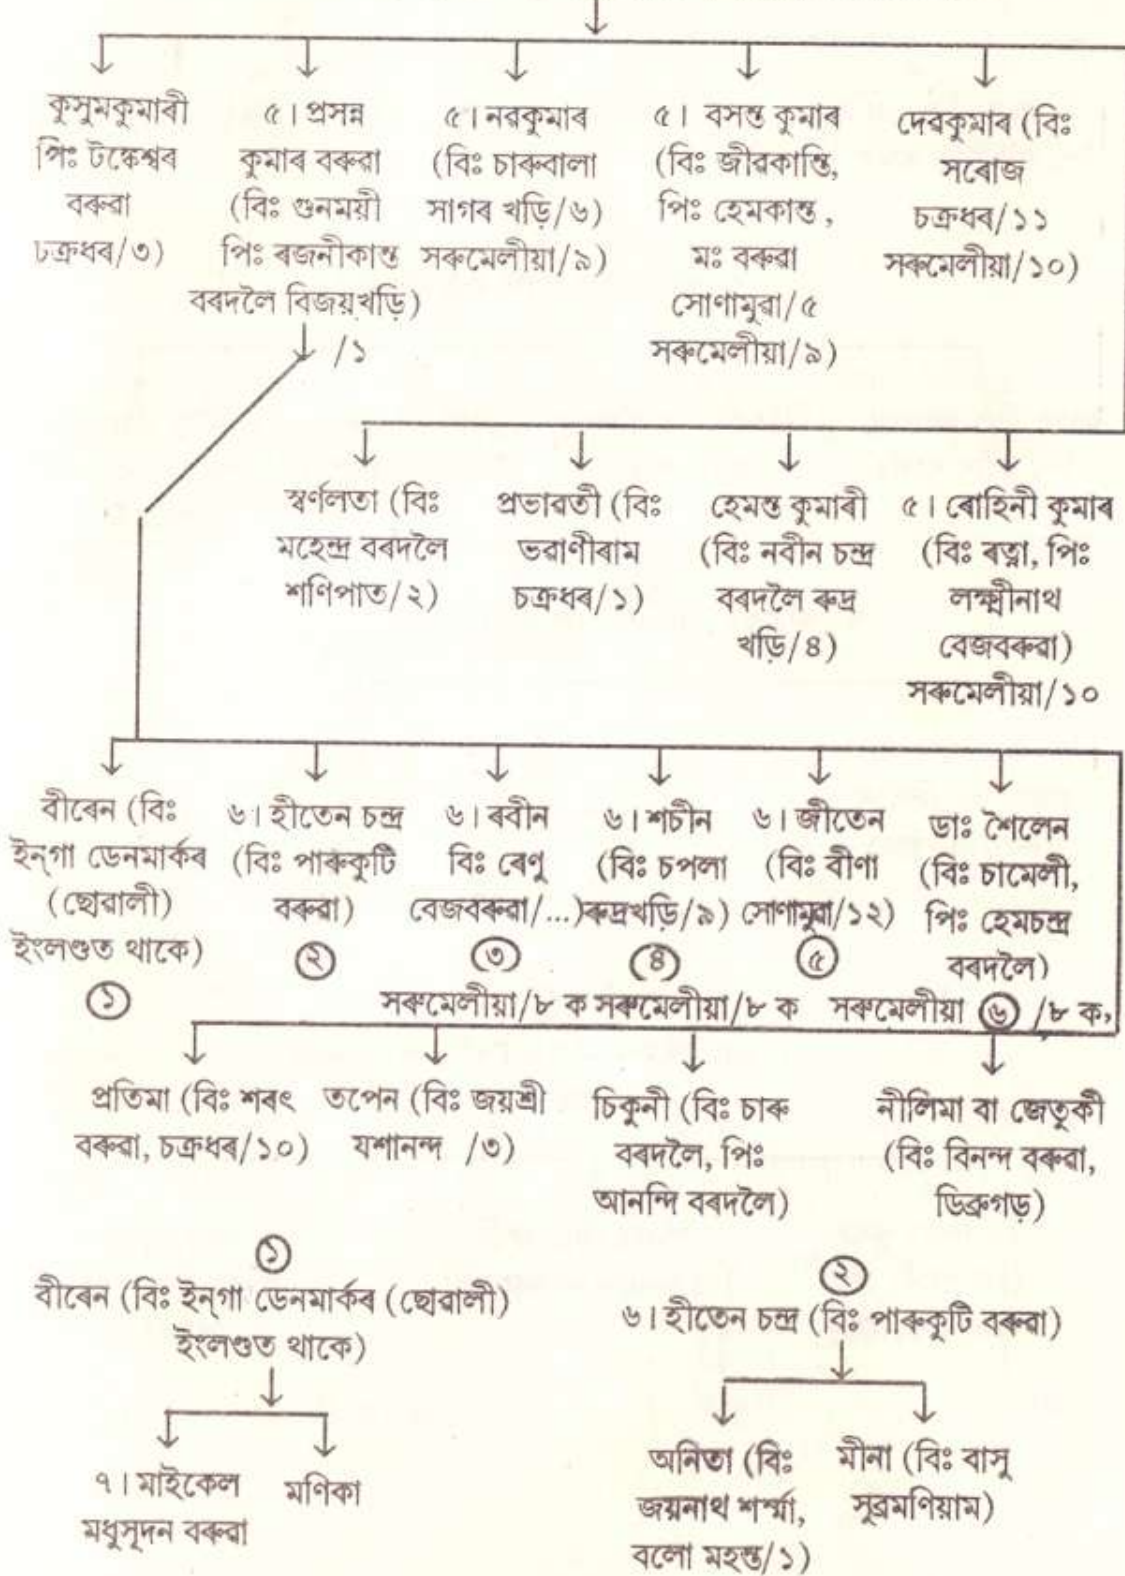 কুসুমকুমাৰী
পিঃ টঙ্কেশ্বৰ
বৰুৱা
চক্ৰধৰ/৩)
৫। প্ৰসন্ন
কুমাৰ বৰুৱা
(বিঃ গুনময়ী
পিঃ ৰজনীকান্ত
বৰদলৈ বিজয়খড়ি)
/১
৫। নৱকুমাৰ
(বিঃ চাৰুবালা
সাগৰ খড়ি/৬)
সৰুমেলীয়া/৯)
৫। বসন্ত কুমাৰ
(বিঃ জীৱকান্তি,
পিঃ হেমকান্ত,
মঃ বৰুৱা
সোণামুৱা/৫
সৰুমেলীয়া/৯)
দেৱকুমাৰ (বিঃ
সৰোজ
চক্ৰধৰ/১১
সৰুমেলীয়া/১০)
স্বৰ্ণলতা (বিঃ
মহেন্দ্ৰ বৰদলৈ
শণিপাত/২)
প্ৰভাৱতী (বিঃ
ভৱাণীৰাম
চক্ৰধৰ/১)
হেমন্ত কুমাৰী
(বিঃ নবীন চন্দ্ৰ
বৰদলৈ ৰুদ্ৰ
খড়ি/৪)
৫। ৰোহিনী কুমাৰ
(বিঃ ৰত্না, পিঃ
লক্ষ্মীনাথ
বেজবৰুৱা)
সৰুমেলীয়া/১০
বীৰেন (বিঃ
ইন্‌গা ডেনমাৰ্কৰ
(ছোৱালী)
ইংলণ্ডত থাকে)
১
৬। হীতেন চন্দ্ৰ
(বিঃ পাৰুকুটি
বৰুৱা)
২
৬। ৰবীন
বিঃ ৰেণু
বেজবৰুৱা/...)
৩
সৰুমেলীয়া/৮ ক
৬। শচীন
(বিঃ চপলা
ৰুদ্ৰখড়ি/৯)
৪
সৰুমেলীয়া/৮ ক
৬। জীতেন
(বিঃ বীণা
সোণামুৱা/১২)
৫
ডাঃ শৈলেন
(বিঃ চামেলী,
পিঃ হেমচন্দ্ৰ
বৰদলৈ)
সৰুমেলীয়া ৬ /৮ ক,
প্ৰতিমা (বিঃ শৰৎ
বৰুৱা, চক্ৰধৰ/১০)
তপেন (বিঃ জয়শ্ৰী
যশানন্দ /৩)
চিকুনী (বিঃ চাৰু
বৰদলৈ, পিঃ
আনন্দি বৰদলৈ)
নীলিমা বা জেতুকী
(বিঃ বিনন্দ বৰুৱা,
ডিব্ৰুগড়)
১
বীৰেন (বিঃ ইন্‌গা ডেনমাৰ্কৰ (ছোৱালী)
ইংলণ্ডত থাকে)
৭। মাইকেল
মধুসূদন বৰুৱা
মণিকা
২
৬। হীতেন চন্দ্ৰ (বিঃ পাৰুকুটি বৰুৱা)
অনিতা (বিঃ
জয়নাথ শৰ্ম্মা,
বলো মহন্ত/১)
মীনা (বিঃ বাসু
সুব্ৰমণিয়াম)